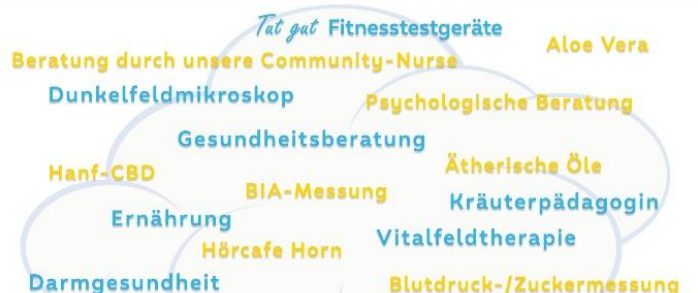 Tut gut Fitnesstestgeräte
Aloe Vera
Beratung durch unsere Community-Nurse
Dunkelfeldmikroskop
Psychologische Beratung
Gesundheitsberatung
Hanf-CBD
Ätherische Öle
BIA-Messung
Kräuterpädagogin
Ernährung
Hörcafe Horn
Vitalfeldtherapie
Darmgesundheit
Blutdruck-/Zuckermessung